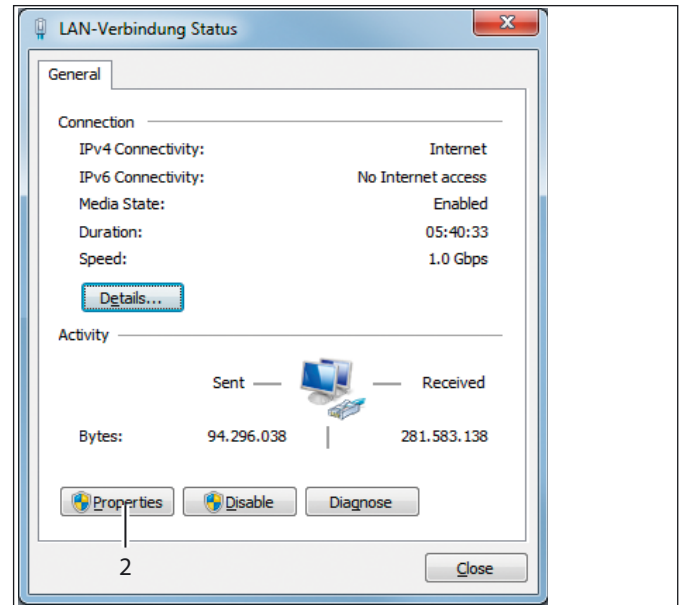 LAN-Verbindung Status
General
Connection
IPv4 Connectivity: Internet
IPv6 Connectivity: No Internet access
Media State: Enabled
Duration: 05:40:33
Speed: 1.0 Gbps
Details...
Activity
Sent Received
Bytes: 94.296.038 281.583.138
Properties Disable Diagnose
2
Close